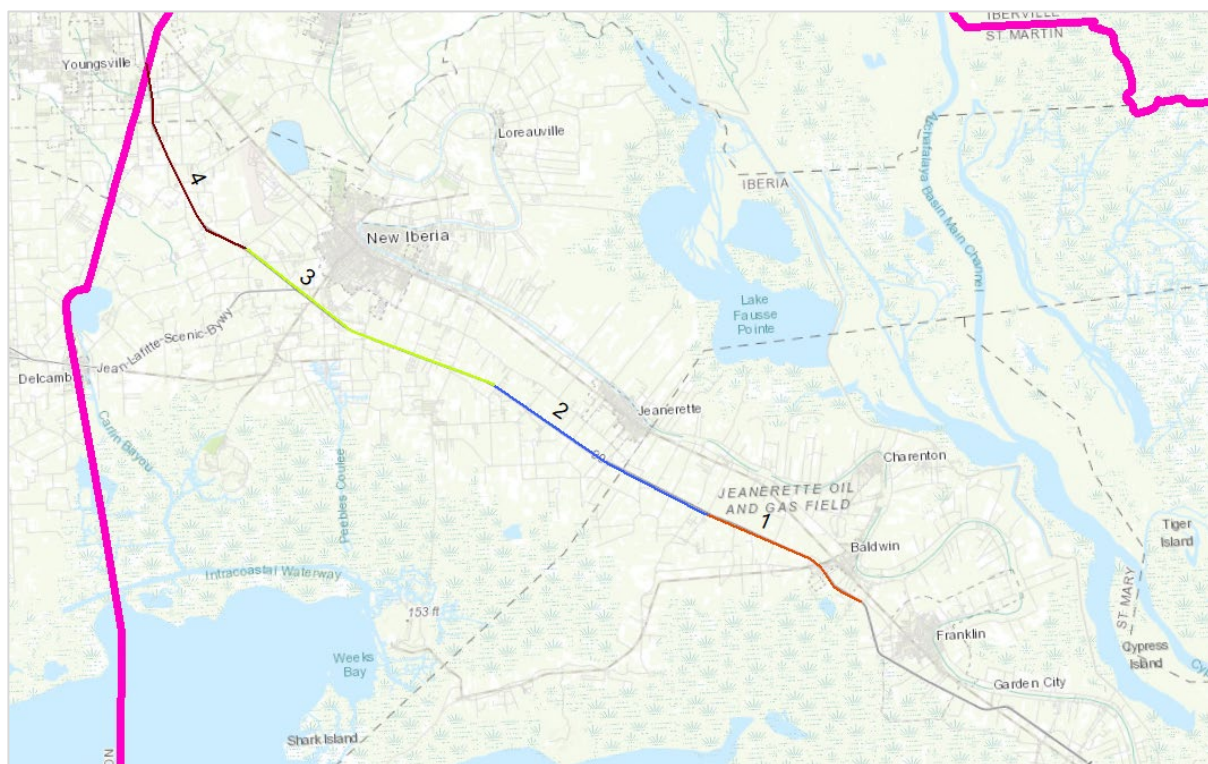 IBERVILLE
ST MARTIN
Youngsville
Loreauville
Atchafalaya Basin Main Channel
4
IBERIA
New Iberia
3
Lake
Fausse
Pointe
Jean-Lafitte-Scenic-Bywy
Delcambre
Carlin Bayou
2
Jeanerette
90
Peebles Coulee
Charenton
JEANERETTE OIL
AND GAS FIELD
1
Tiger
Island
Baldwin
Intracoastal Waterway
153 ft
ST MARY
Franklin
Weeks
Bay
Cypress
Island
Garden City
Shark Island